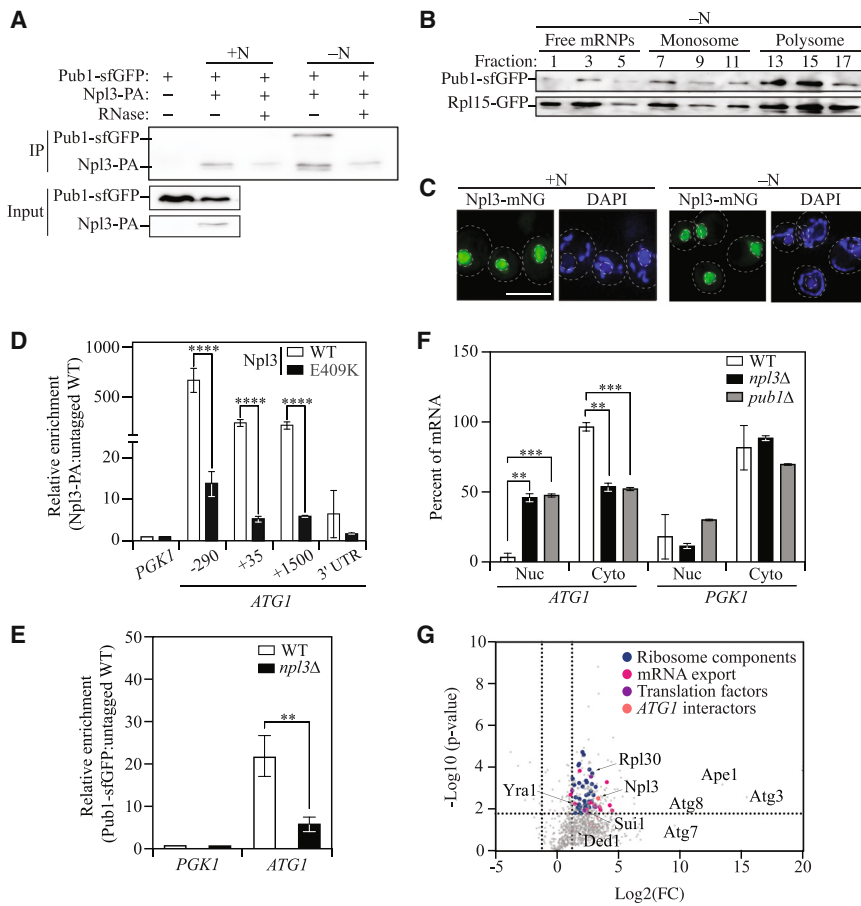 A
+N
−N
Pub1-sfGFP: + + + + +
Npl3-PA: − + + + +
RNase: − − + − +
IP
Pub1-sfGFP
Npl3-PA
Input
Pub1-sfGFP
Npl3-PA
B
−N
Free mRNPs Monosome Polysome
Fraction: 1 3 5 7 9 11 13 15 17
Pub1-sfGFP
Rpl15-GFP
C
+N
−N
Npl3-mNG DAPI Npl3-mNG DAPI
D
Relative enrichment
(Npl3-PA:untagged WT)
1000
500
20
10
0
****
****
****
Npl3
WT
E409K
PGK1 -290 +35 +1500 3' UTR
ATG1
F
Percent of mRNA
150
100
50
0
WT
npl3Δ
pub1Δ
***
**
***
**
Nuc Cyto Nuc Cyto
ATG1 PGK1
E
Relative enrichment
(Pub1-sfGFP:untagged WT)
50
40
30
20
10
0
WT
npl3Δ
**
PGK1 ATG1
G
-Log10 (p-value)
10
8
6
4
2
0
Ribosome components
mRNA export
Translation factors
ATG1 interactors
Rpl30
Ape1
Yra1
Npl3
Atg3
Atg8
Sui1
Atg7
Ded1
-5 0 5 10 15 20
Log2(FC)